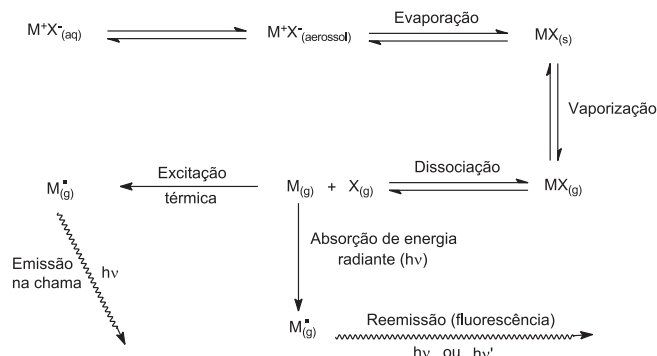 Evaporação
M⁺X⁻(aq) M⁺X⁻(aerossol) MX(s)
Vaporização
Excitação Dissociação
M•(g) térmica M(g) + X(g) MX(g)
Absorção de energia
radiante (hν)
Emissão hν
na chama
M•(g) Reemissão (fluorescência)
hν ou hν'